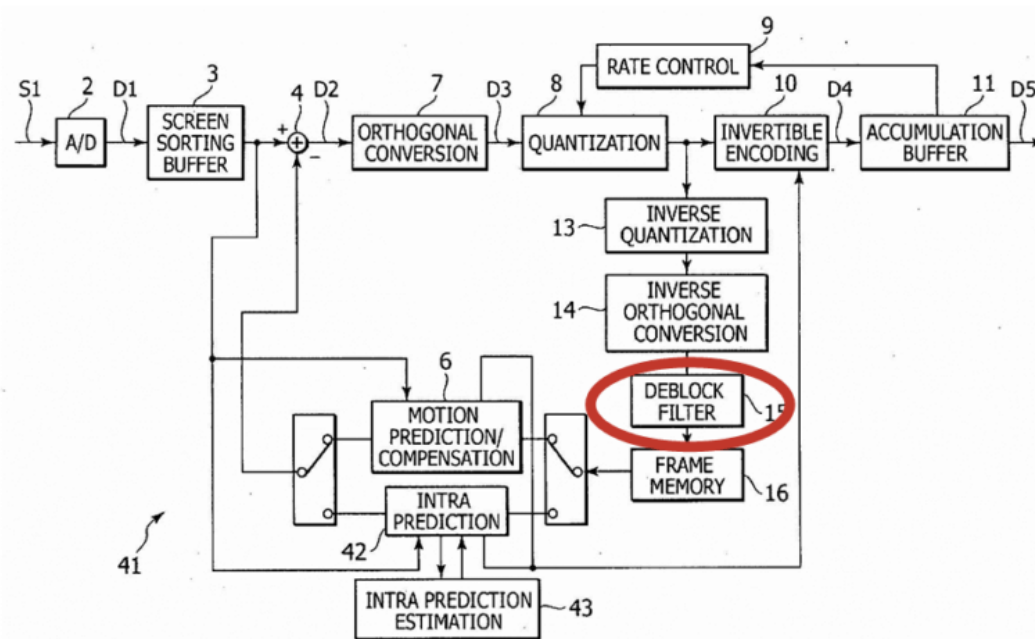 9
RATE CONTROL
S1
2
D1
3
4
D2
7
D3
8
10
D4
11
D5
A/D
SCREEN
SORTING
BUFFER
+
−
ORTHOGONAL
CONVERSION
QUANTIZATION
INVERTIBLE
ENCODING
ACCUMULATION
BUFFER
13
INVERSE
QUANTIZATION
14
INVERSE
ORTHOGONAL
CONVERSION
6
MOTION
PREDICTION/
COMPENSATION
DEBLOCK
FILTER
15
FRAME
MEMORY
16
INTRA
PREDICTION
42
41
INTRA PREDICTION
ESTIMATION
43